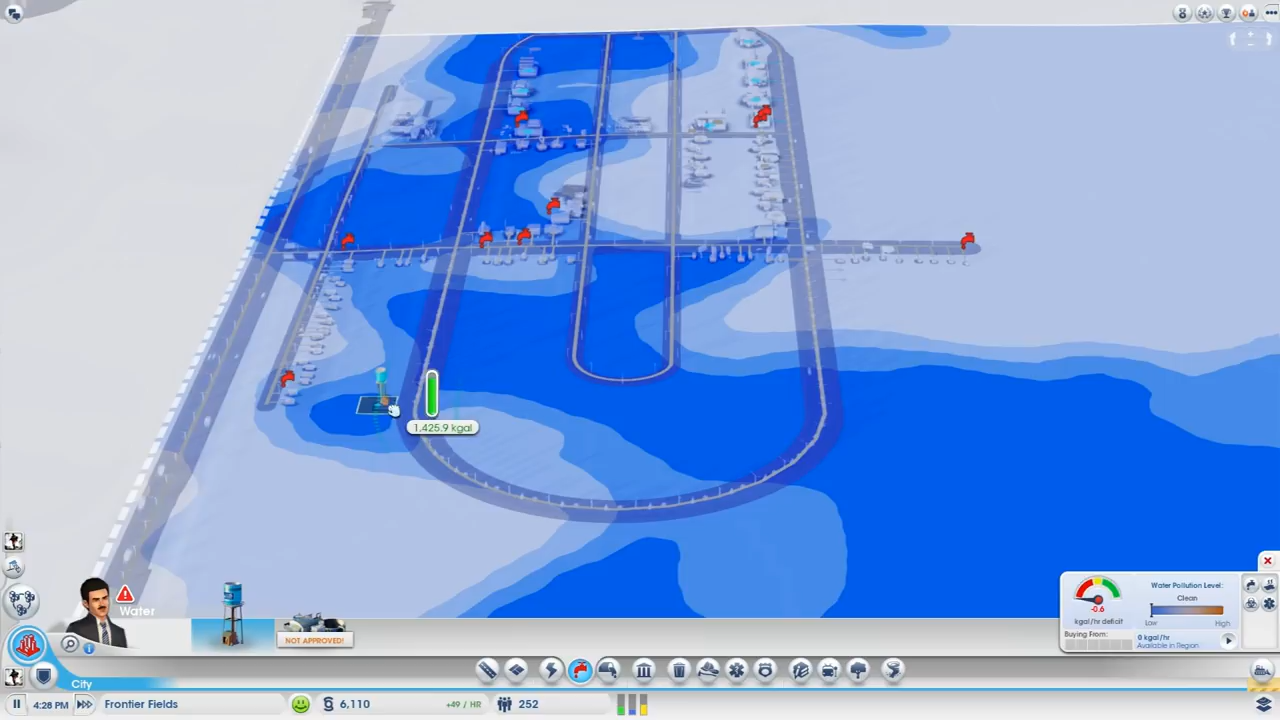 1,425.9 kgal
Water
NOT APPROVED!
-0.6
kgal/hr deficit
Buying From:
Water Pollution Level:
Clean
Low
High
0 kgal/hr
Available in Region
City
4:28 PM
Frontier Fields
6,110
+49 / HR
252